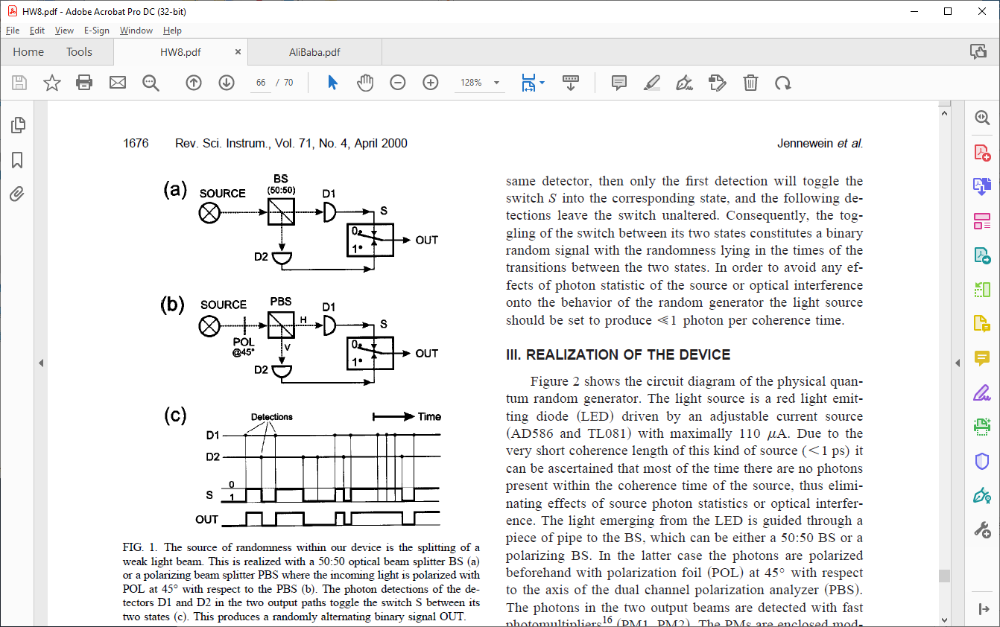 HW8.pdf - Adobe Acrobat Pro DC (32-bit)
File Edit View E-Sign Window Help
Home Tools HW8.pdf × AliBaba.pdf
66 / 70 128%
1676 Rev. Sci. Instrum., Vol. 71, No. 4, April 2000 Jennewein et al.
(a)
SOURCE
BS
(50:50)
D1
S
0
1
OUT
D2
(b)
SOURCE
PBS
D1
H
S
POL
@45°
V
0
1
OUT
D2
(c)
Detections
Time
D1
D2
S
0
1
OUT
FIG. 1. The source of randomness within our device is the splitting of a
weak light beam. This is realized with a 50:50 optical beam splitter BS (a)
or a polarizing beam splitter PBS where the incoming light is polarized with
POL at 45° with respect to the PBS (b). The photon detections of the de-
tectors D1 and D2 in the two output paths toggle the switch S between its
two states (c). This produces a randomly alternating binary signal OUT.
same detector, then only the first detection will toggle the
switch S into the corresponding state, and the following de-
tections leave the switch unaltered. Consequently, the tog-
gling of the switch between its two states constitutes a binary
random signal with the randomness lying in the times of the
transitions between the two states. In order to avoid any ef-
fects of photon statistic of the source or optical interference
onto the behavior of the random generator the light source
should be set to produce ≪1 photon per coherence time.
III. REALIZATION OF THE DEVICE
Figure 2 shows the circuit diagram of the physical quan-
tum random generator. The light source is a red light emit-
ting diode (LED) driven by an adjustable current source
(AD586 and TL081) with maximally 110 μA. Due to the
very short coherence length of this kind of source (<1 ps) it
can be ascertained that most of the time there are no photons
present within the coherence time of the source, thus elimi-
nating effects of source photon statistics or optical interfer-
ence. The light emerging from the LED is guided through a
piece of pipe to the BS, which can be either a 50:50 BS or a
polarizing BS. In the latter case the photons are polarized
beforehand with polarization foil (POL) at 45° with respect
to the axis of the dual channel polarization analyzer (PBS).
The photons in the two output beams are detected with fast
photomultipliers16 (PM1, PM2). The PMs are enclosed mod-